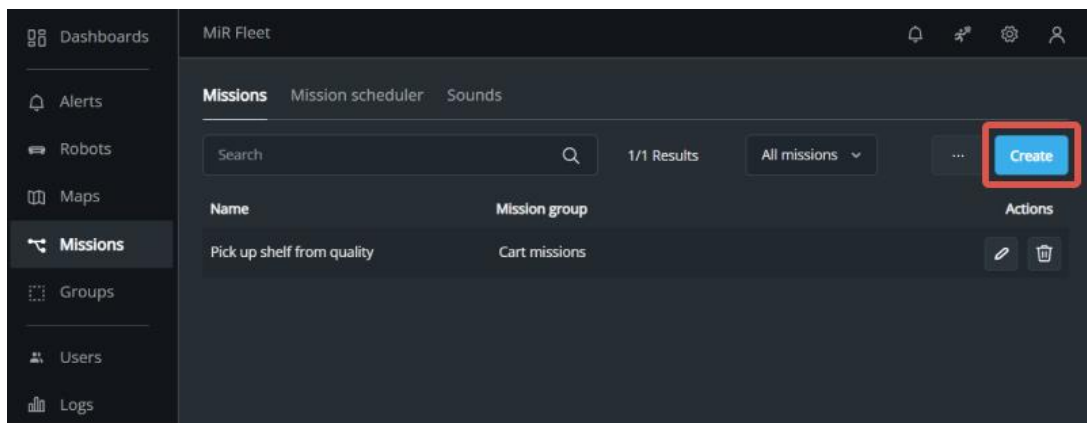 Dashboards
Alerts
Robots
Maps
Missions
Groups
Users
Logs
MiR Fleet
Missions Mission scheduler Sounds
Search 1/1 Results All missions ... Create
Name Mission group Actions
Pick up shelf from quality Cart missions